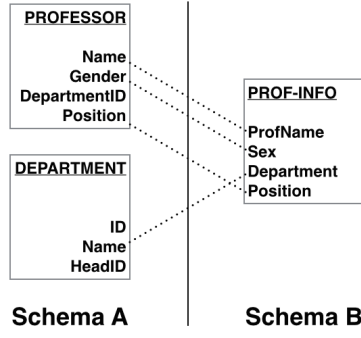 PROFESSOR
Name
Gender
DepartmentID
Position
DEPARTMENT
ID
Name
HeadID
Schema A
PROF-INFO
ProfName
Sex
Department
Position
Schema B